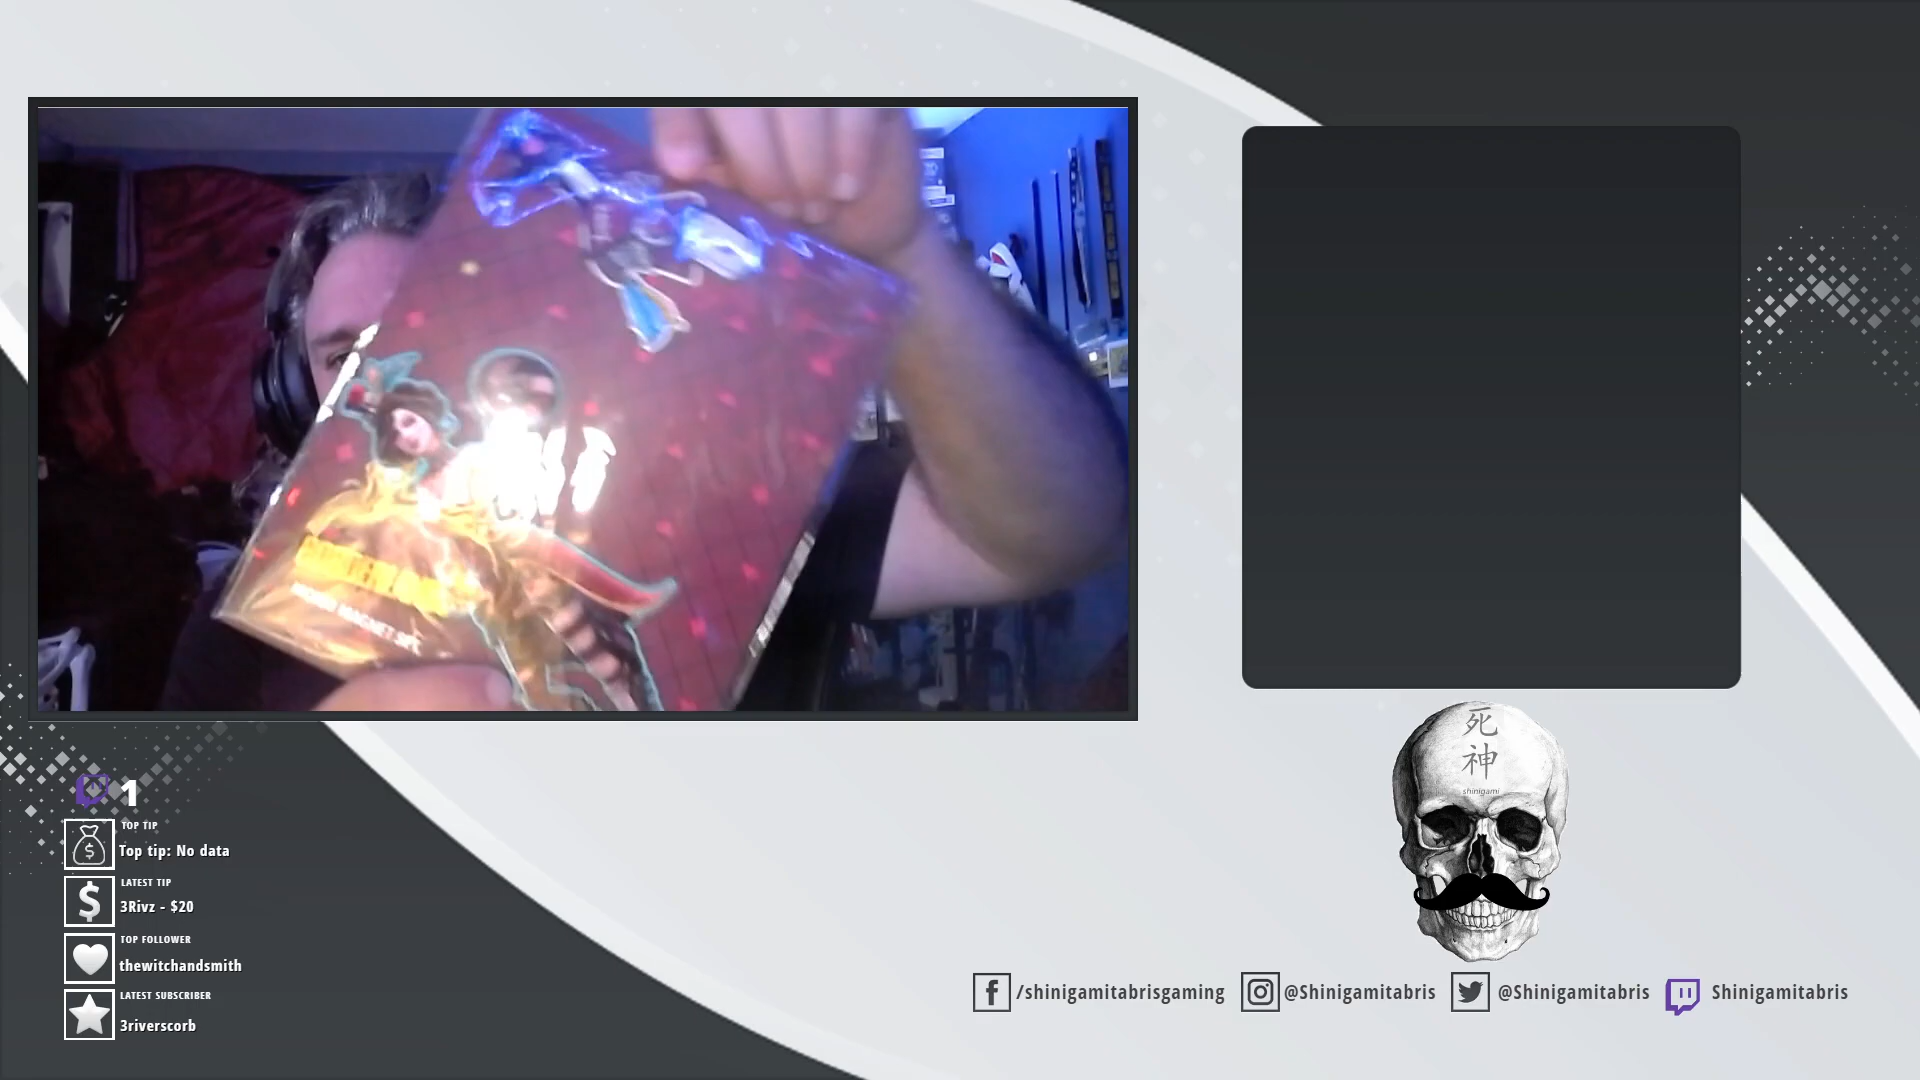 1
TOP TIP
Top tip: No data
LATEST TIP
3Rivz - $20
TOP FOLLOWER
thewitchandsmith
LATEST SUBSCRIBER
3riverscorb
死
神
shinigami
/shinigamitabrisgaming
@Shinigamitabris
@Shinigamitabris
Shinigamitabris